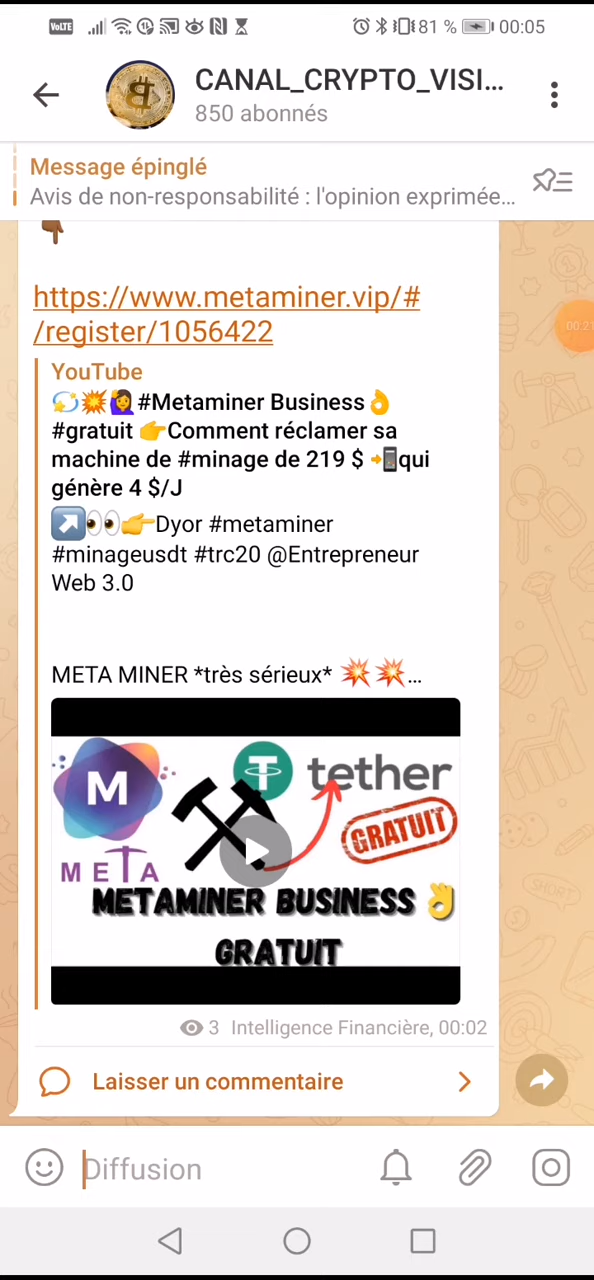 VoLTE
81 %
00:05
CANAL_CRYPTO_VISI...
850 abonnés
Message épinglé
Avis de non-responsabilité : l'opinion exprimée...
https://www.metaminer.vip/#
/register/1056422
00:21
YouTube
💫💥🙋‍♀️#Metaminer Business👌
#gratuit 👉Comment réclamer sa
machine de #minage de 219 $ 📲qui
génère 4 $/J
↗️👀👉Dyor #metaminer
#minageusdt #trc20 @Entrepreneur
Web 3.0
META MINER *très sérieux* 💥💥...
M
META
tether
GRATUIT
METAMINER BUSINESS👌
GRATUIT
3 Intelligence Financière, 00:02
Laisser un commentaire
Diffusion
SHORT